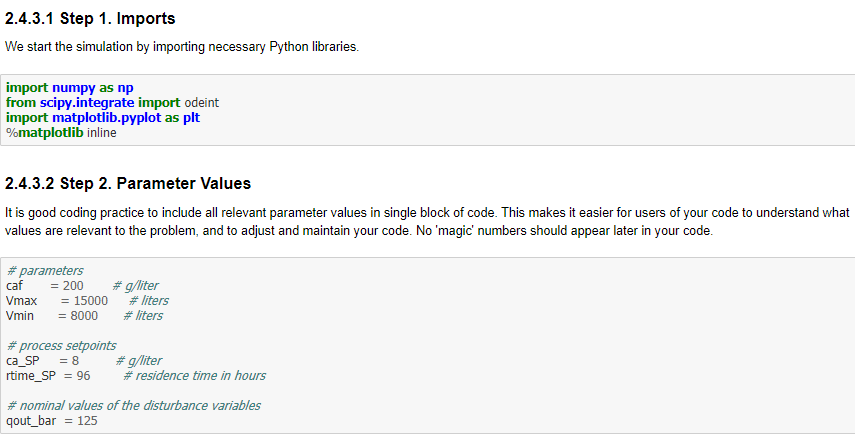 2.4.3.1 Step 1. Imports
We start the simulation by importing necessary Python libraries.
import numpy as np
from scipy.integrate import odeint
import matplotlib.pyplot as plt
%matplotlib inline
2.4.3.2 Step 2. Parameter Values
It is good coding practice to include all relevant parameter values in single block of code. This makes it easier for users of your code to understand what
values are relevant to the problem, and to adjust and maintain your code. No 'magic' numbers should appear later in your code.
# parameters
caf = 200 # g/liter
Vmax = 15000 # liters
Vmin = 8000 # liters
# process setpoints
ca_SP = 8 # g/liter
rtime_SP = 96 # residence time in hours
# nominal values of the disturbance variables
qout_bar = 125